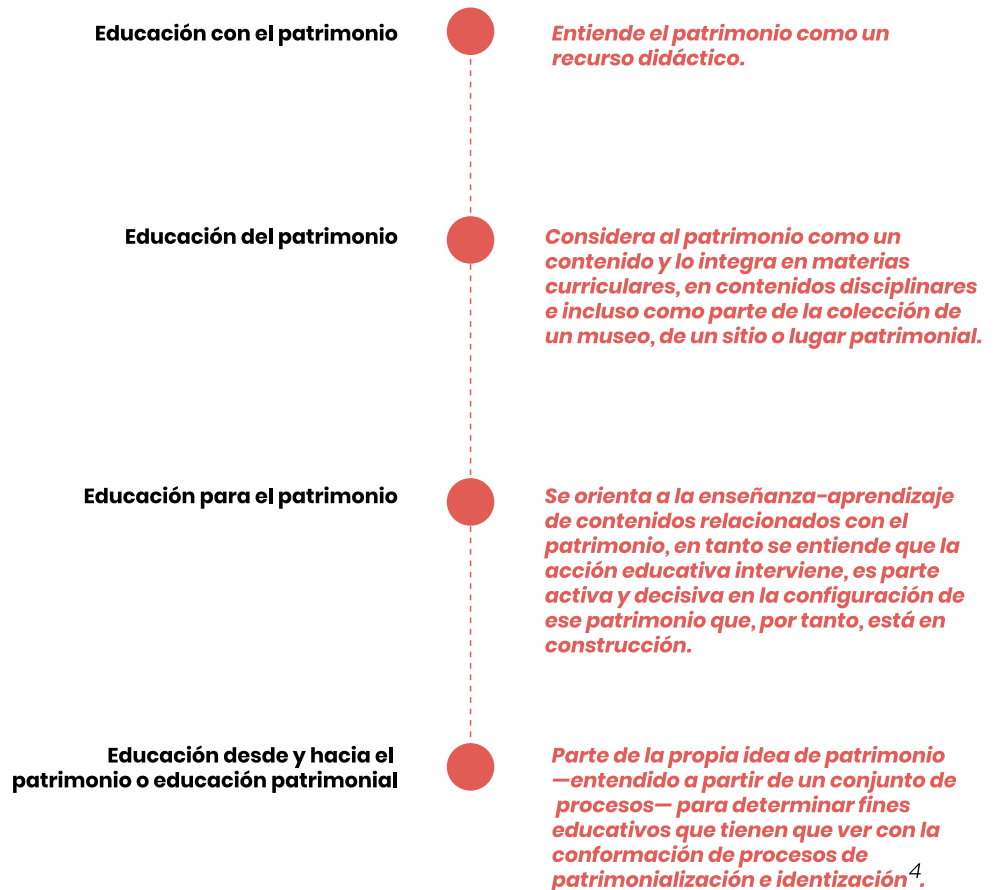 Educación con el patrimonio
Entiende el patrimonio como un
recurso didáctico.
Educación del patrimonio
Considera al patrimonio como un
contenido y lo integra en materias
curriculares, en contenidos disciplinares
e incluso como parte de la colección de
un museo, de un sitio o lugar patrimonial.
Educación para el patrimonio
Se orienta a la enseñanza-aprendizaje
de contenidos relacionados con el
patrimonio, en tanto se entiende que la
acción educativa interviene, es parte
activa y decisiva en la configuración de
ese patrimonio que, por tanto, está en
construcción.
Educación desde y hacia el
patrimonio o educación patrimonial
Parte de la propia idea de patrimonio
—entendido a partir de un conjunto de
procesos— para determinar fines
educativos que tienen que ver con la
conformación de procesos de
patrimonialización e identización 4.